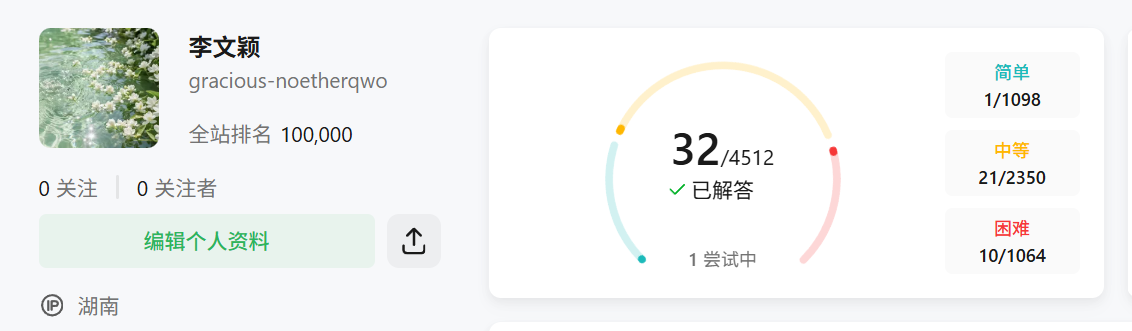 李文颖
gracious-noetherqwo
全站排名 100,000
0 关注 0 关注者
编辑个人资料
IP 湖南
32/4512
已解答
1 尝试中
简单
1/1098
中等
21/2350
困难
10/1064